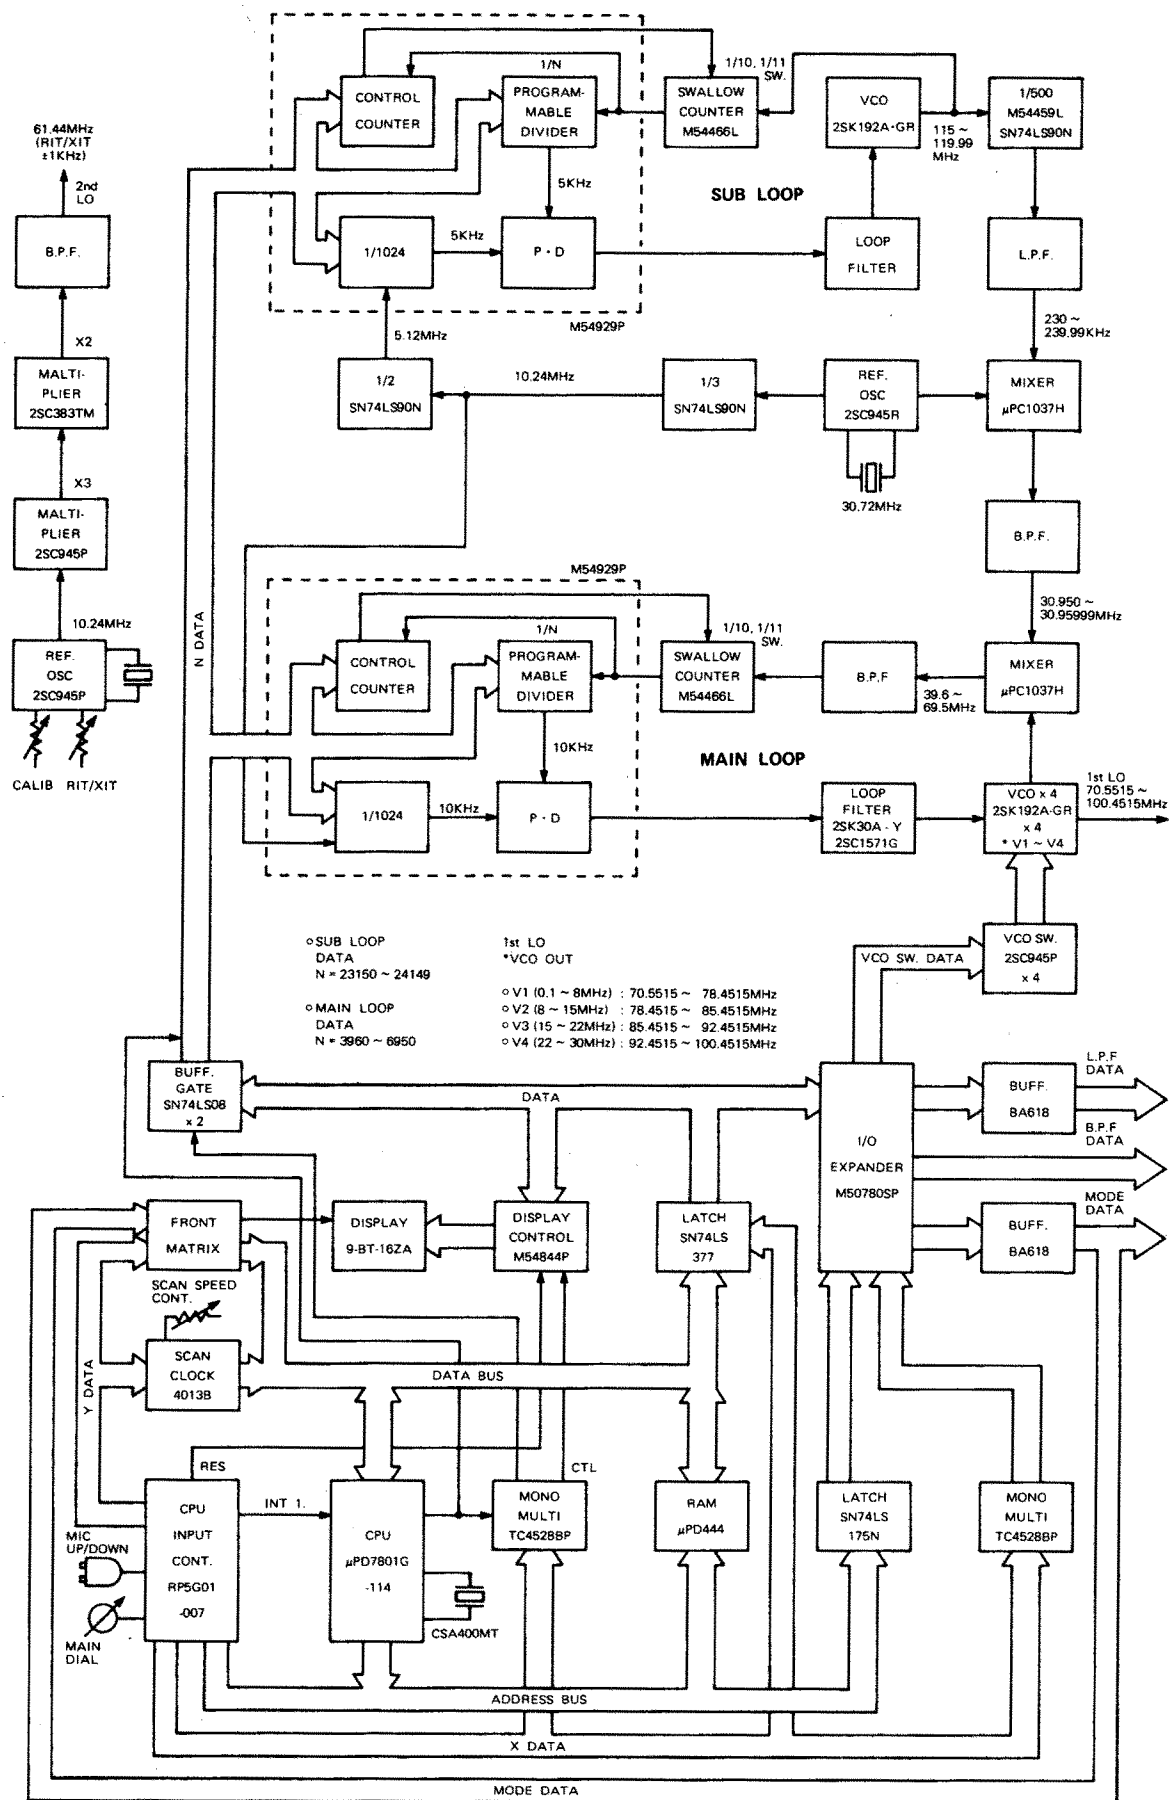 1/10, 1/11
SW.
1/N
CONTROL
COUNTER
PROGRAM-
MABLE
DIVIDER
SWALLOW
COUNTER
M54466L
VCO
2SK192A-GR
115 ~
119.99
MHz
1/500
M54459L
SN74LS90N
61.44MHz
(RIT/XIT
±1KHz)
2nd
LO
5KHz
SUB LOOP
B.P.F.
1/1024
5KHz
P · D
LOOP
FILTER
L.P.F.
M54929P
5.12MHz
230 ~
239.99KHz
X2
MALTI-
PLIER
2SC383TM
1/2
SN74LS90N
10.24MHz
1/3
SN74LS90N
REF.
OSC
2SC945R
MIXER
μPC1037H
30.72MHz
X3
MALTI-
PLIER
2SC945P
B.P.F.
M54929P
10.24MHz
30.950 ~
30.95999MHz
N DATA
1/N
1/10, 1/11
SW.
REF.
OSC
2SC945P
CONTROL
COUNTER
PROGRAM-
MABLE
DIVIDER
SWALLOW
COUNTER
M54466L
B.P.F
39.6 ~
69.5MHz
MIXER
μPC1037H
10KHz
MAIN LOOP
CALIB RIT/XIT
1/1024
10KHz
P · D
LOOP
FILTER
2SK30A - Y
2SC1571G
VCO x 4
2SK192A-GR
x 4
* V1 ~ V4
1st LO
70.5515 ~
100.4515MHz
○ SUB LOOP
DATA
N = 23150 ~ 24149
○ MAIN LOOP
DATA
N = 3960 ~ 6950
1st LO
*VCO OUT
○ V1 (0.1 ~ 8MHz) : 70.5515 ~ 78.4515MHz
○ V2 (8 ~ 15MHz) : 78.4515 ~ 85.4515MHz
○ V3 (15 ~ 22MHz) : 85.4515 ~ 92.4515MHz
○ V4 (22 ~ 30MHz) : 92.4515 ~ 100.4515MHz
VCO SW. DATA
VCO SW.
2SC945P
x 4
BUFF.
GATE
SN74LS08
x 2
DATA
I/O
EXPANDER
M50780SP
BUFF.
BA618
L.P.F
DATA
B.P.F
DATA
MODE
DATA
BUFF.
BA618
FRONT
MATRIX
DISPLAY
9-BT-16ZA
DISPLAY
CONTROL
M54844P
LATCH
SN74LS
377
SCAN SPEED
CONT.
SCAN
CLOCK
4013B
Y DATA
DATA BUS
RES
CTL
CPU
INPUT
CONT.
RP5G01
-007
INT 1.
CPU
μPD7801G
-114
MONO
MULTI
TC4528BP
RAM
μPD444
LATCH
SN74LS
175N
MONO
MULTI
TC4528BP
MIC
UP/DOWN
CSA400MT
MAIN
DIAL
ADDRESS BUS
X DATA
MODE DATA